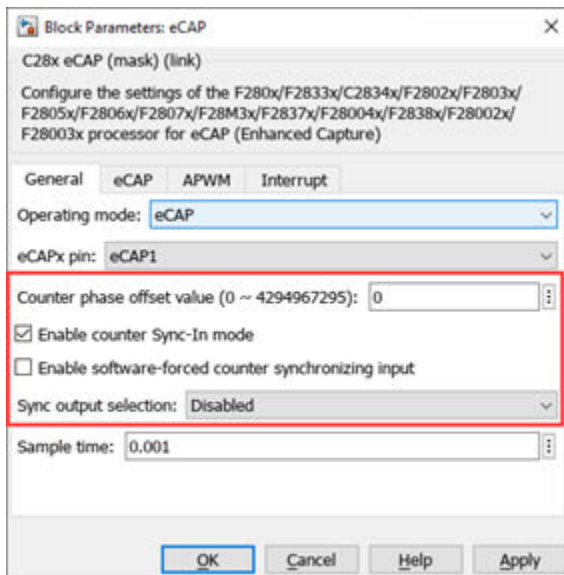 Block Parameters: eCAP
C28x eCAP (mask) (link)
Configure the settings of the F280x/F2833x/C2834x/F2802x/F2803x/
F2805x/F2806x/F2807x/F28M3x/F2837x/F28004x/F2838x/F28002x/
F28003x processor for eCAP (Enhanced Capture)
General eCAP APWM Interrupt
Operating mode: eCAP
eCAPx pin: eCAP1
Counter phase offset value (0 ~ 4294967295): 0
Enable counter Sync-In mode
Enable software-forced counter synchronizing input
Sync output selection: Disabled
Sample time: 0.001
OK Cancel Help Apply